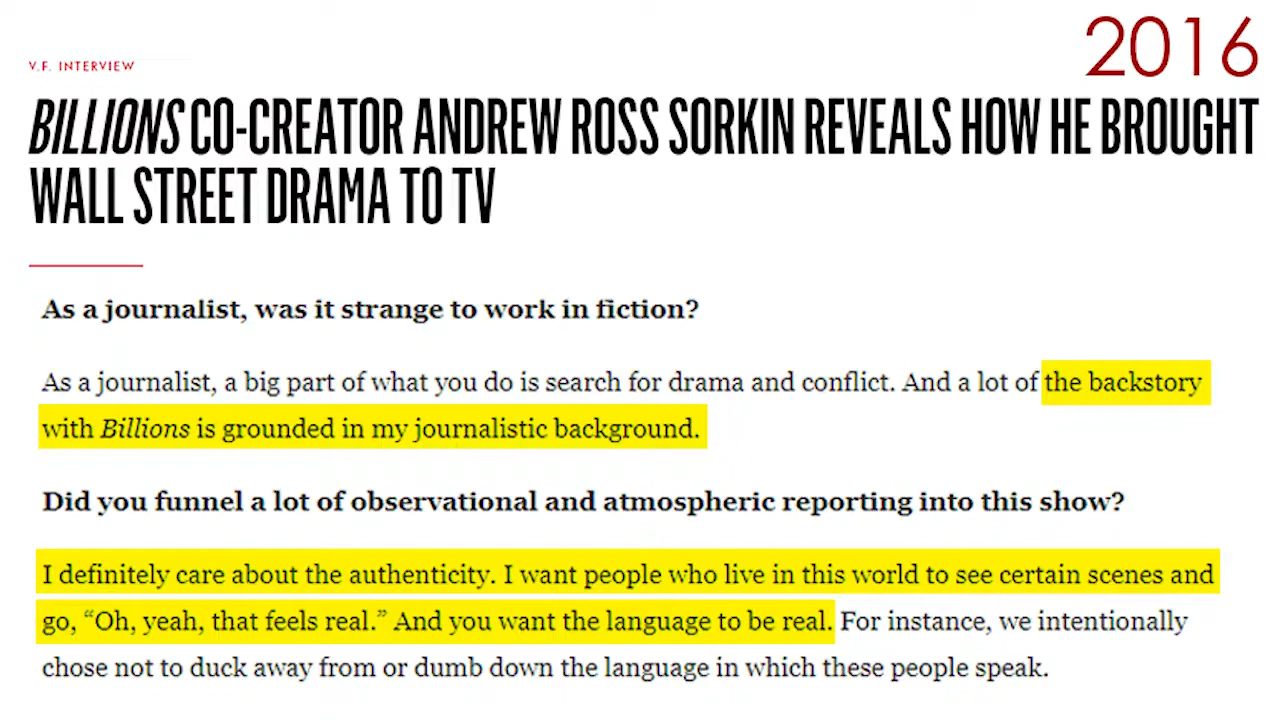 2016
V.F. INTERVIEW
BILLIONS CO-CREATOR ANDREW ROSS SORKIN REVEALS HOW HE BROUGHT
WALL STREET DRAMA TO TV
As a journalist, was it strange to work in fiction?
As a journalist, a big part of what you do is search for drama and conflict. And a lot of the backstory
with Billions is grounded in my journalistic background.
Did you funnel a lot of observational and atmospheric reporting into this show?
I definitely care about the authenticity. I want people who live in this world to see certain scenes and
go, “Oh, yeah, that feels real.” And you want the language to be real. For instance, we intentionally
chose not to duck away from or dumb down the language in which these people speak.